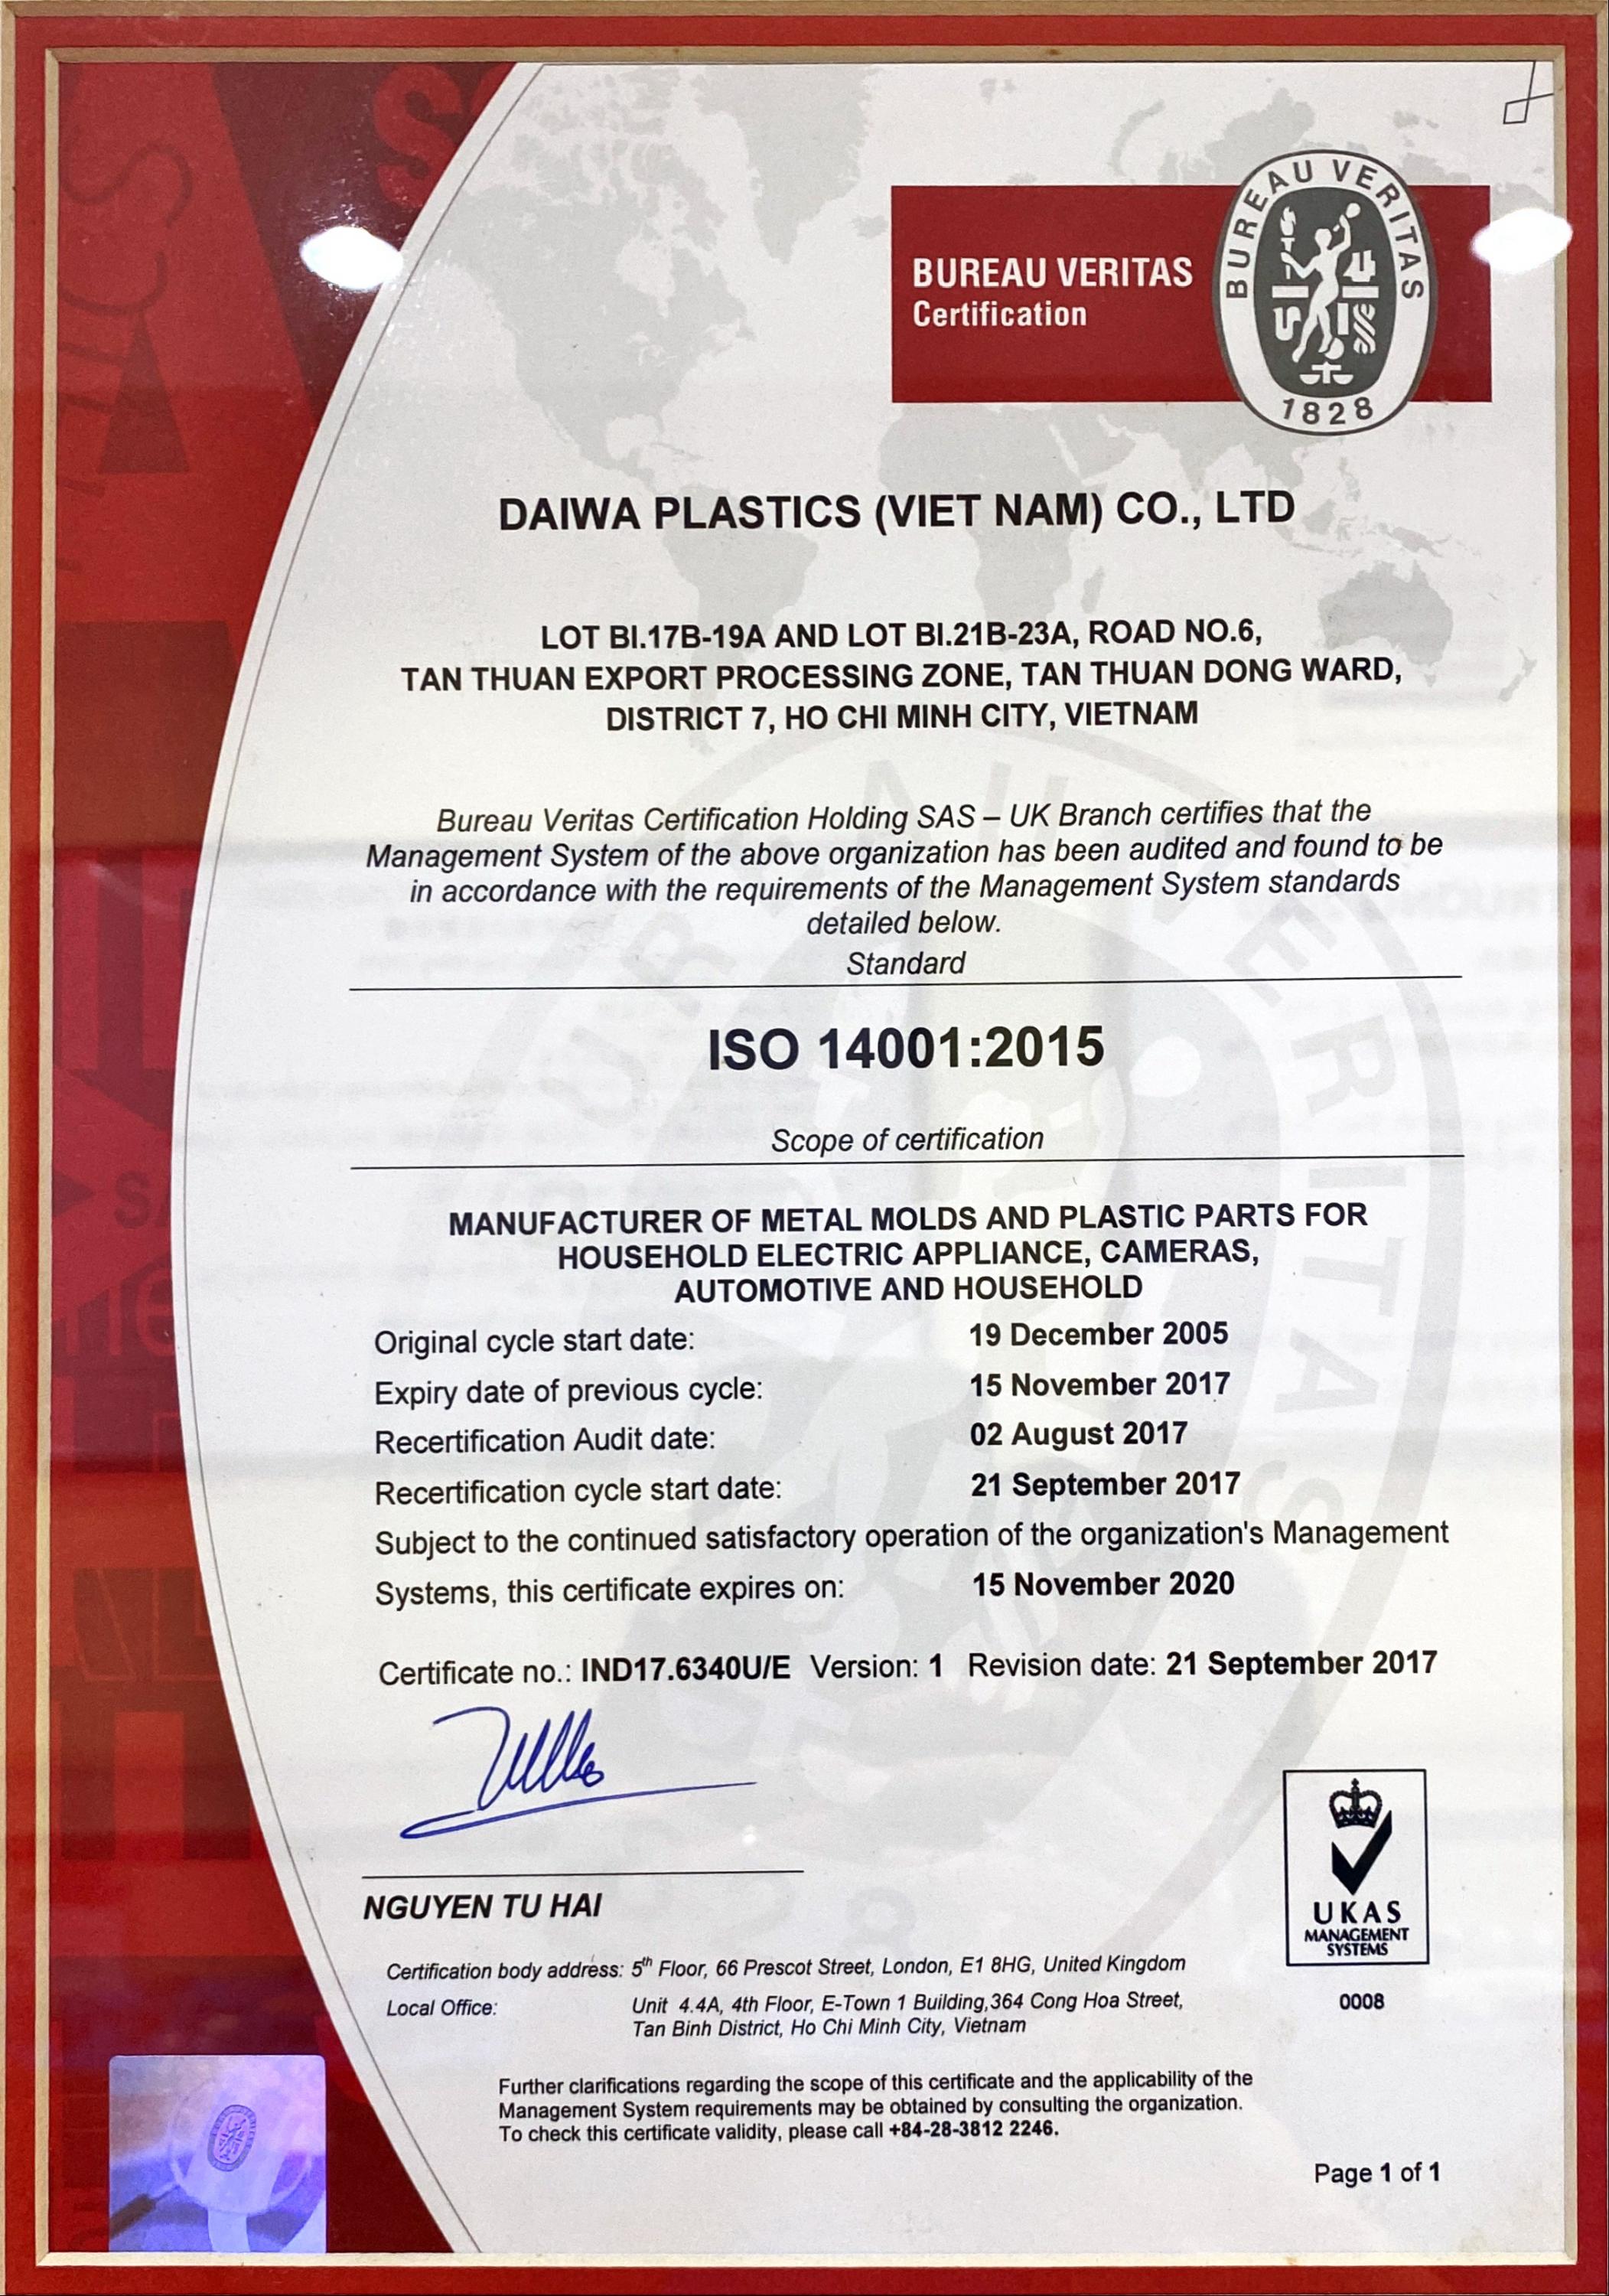 BUREAU VERITAS
Certification
BUREAU VERITAS
1828
DAIWA PLASTICS (VIET NAM) CO., LTD
LOT BI.17B-19A AND LOT BI.21B-23A, ROAD NO.6,
TAN THUAN EXPORT PROCESSING ZONE, TAN THUAN DONG WARD,
DISTRICT 7, HO CHI MINH CITY, VIETNAM
Bureau Veritas Certification Holding SAS – UK Branch certifies that the
Management System of the above organization has been audited and found to be
in accordance with the requirements of the Management System standards
detailed below.
Standard
ISO 14001:2015
Scope of certification
MANUFACTURER OF METAL MOLDS AND PLASTIC PARTS FOR
HOUSEHOLD ELECTRIC APPLIANCE, CAMERAS,
AUTOMOTIVE AND HOUSEHOLD
Original cycle start date: 19 December 2005
Expiry date of previous cycle: 15 November 2017
Recertification Audit date: 02 August 2017
Recertification cycle start date: 21 September 2017
Subject to the continued satisfactory operation of the organization's Management
Systems, this certificate expires on: 15 November 2020
Certificate no.: IND17.6340U/E Version: 1 Revision date: 21 September 2017
NGUYEN TU HAI
UKAS
MANAGEMENT
SYSTEMS
0008
Certification body address: 5th Floor, 66 Prescot Street, London, E1 8HG, United Kingdom
Local Office: Unit 4.4A, 4th Floor, E-Town 1 Building,364 Cong Hoa Street,
Tan Binh District, Ho Chi Minh City, Vietnam
Further clarifications regarding the scope of this certificate and the applicability of the
Management System requirements may be obtained by consulting the organization.
To check this certificate validity, please call +84-28-3812 2246.
Page 1 of 1